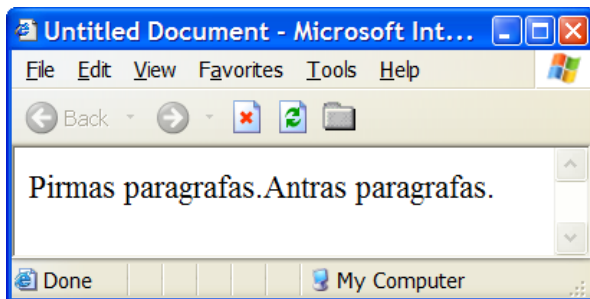 Untitled Document - Microsoft Int...
File Edit View Favorites Tools Help
Back
Pirmas paragrafas.Antras paragrafas.
Done My Computer